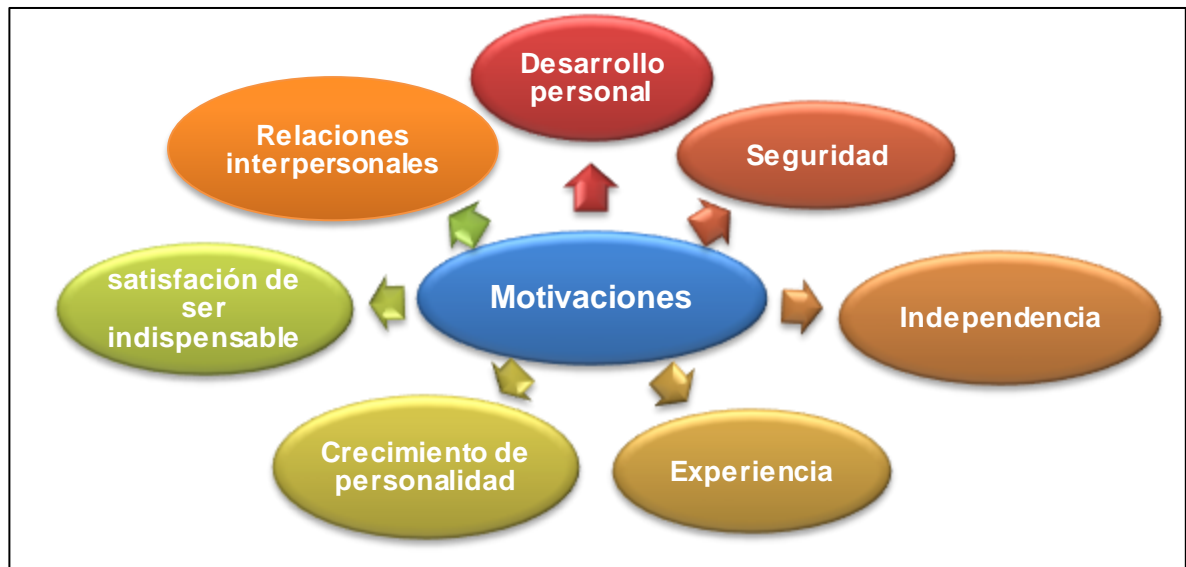 Desarrollo
personal
Relaciones
interpersonales
Seguridad
satisfación de
ser
indispensable
Motivaciones
Independencia
Crecimiento de
personalidad
Experiencia